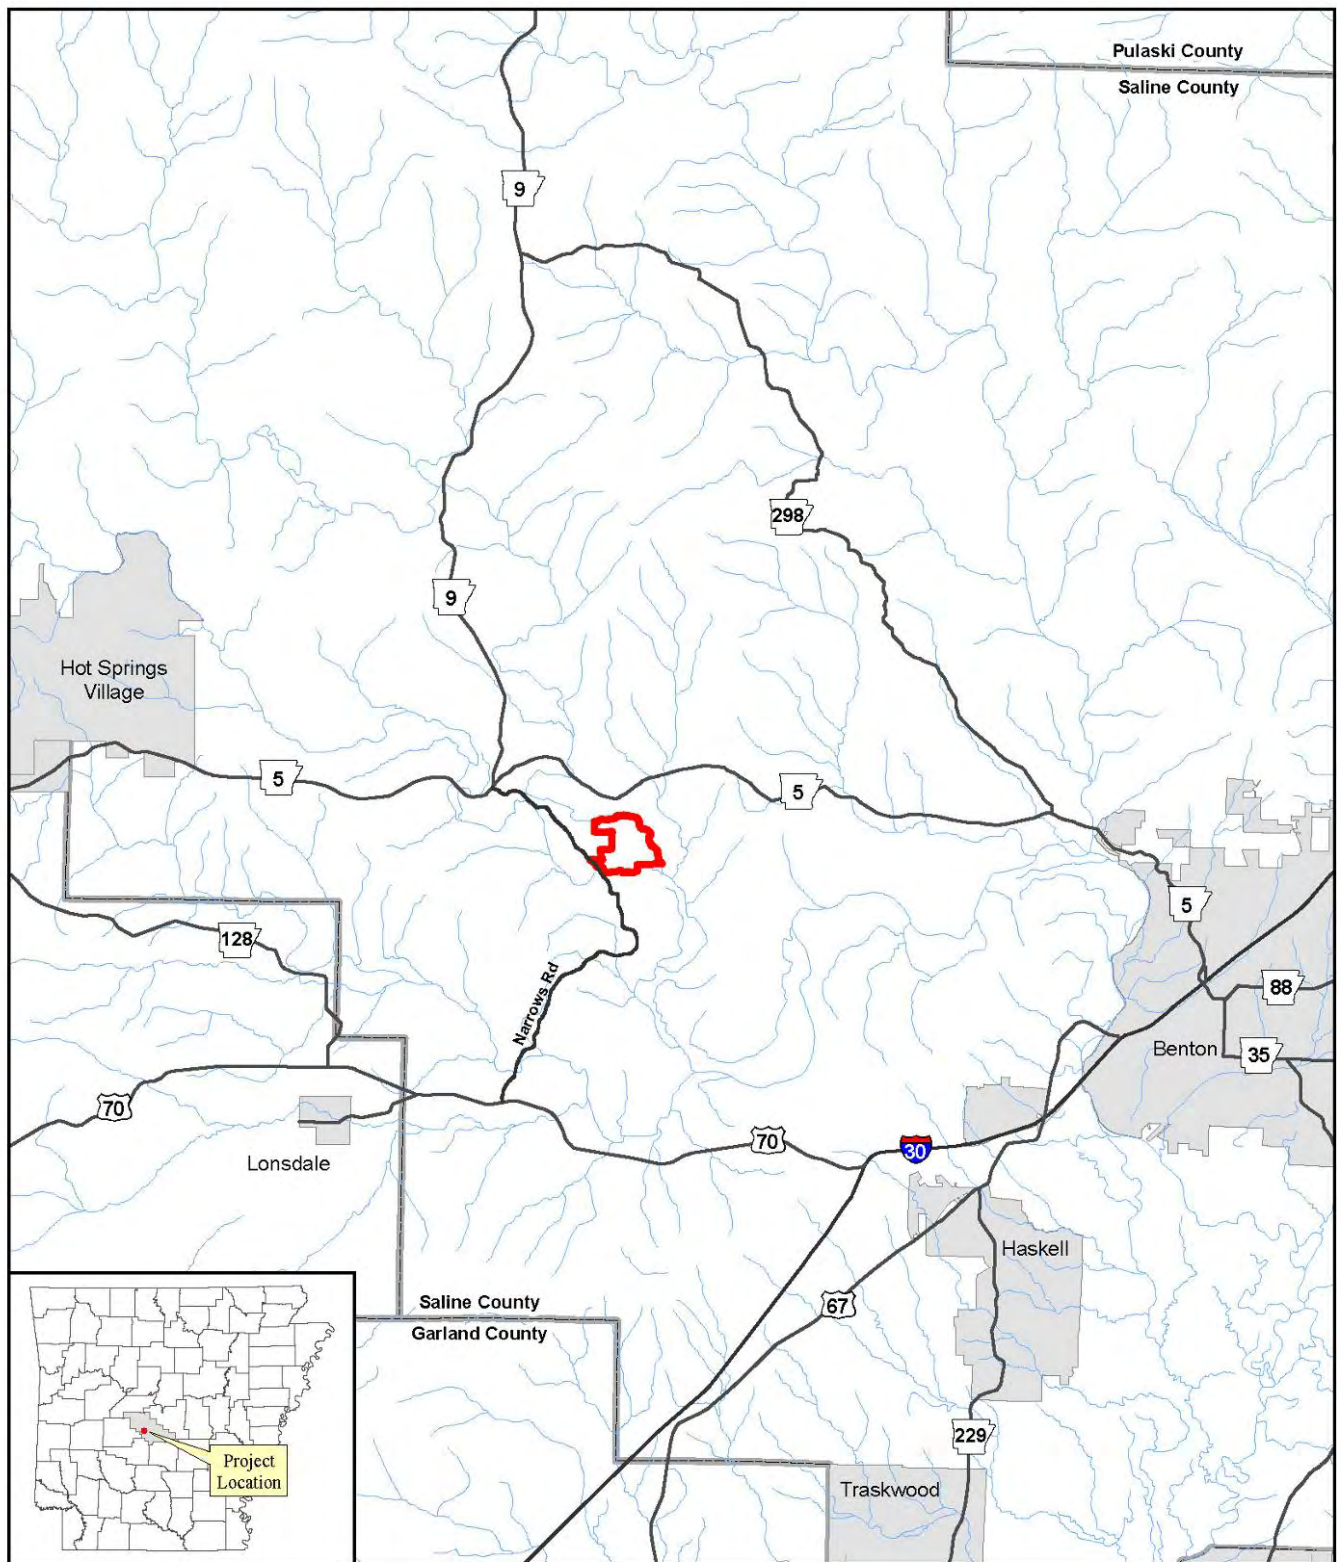 Pulaski County
Saline County
9
298
9
Hot Springs
Village
5
5
5
128
88
Narrows Rd
Benton
35
70
70
30
Lonsdale
Haskell
Saline County
67
Garland County
229
Project
Location
Traskwood